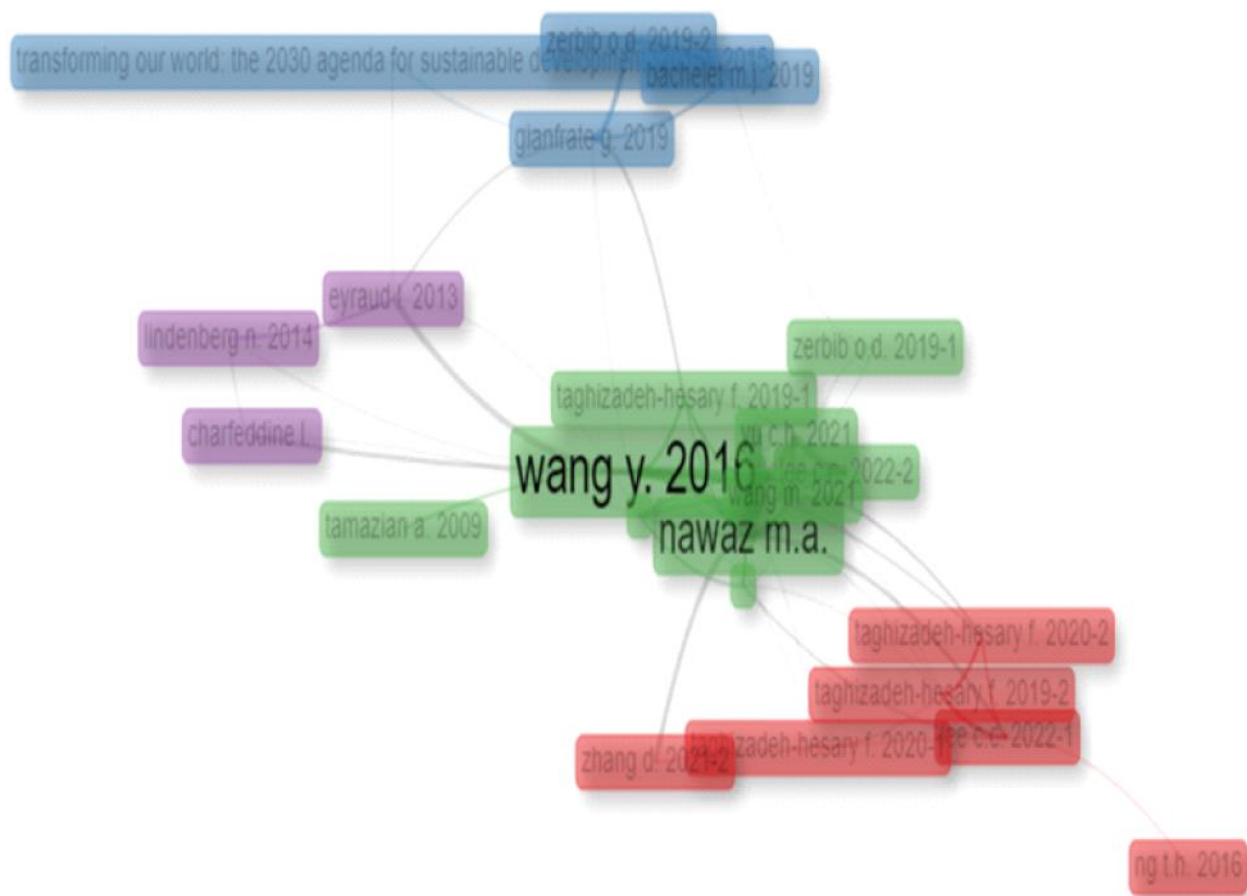 zerbib o.d. 2019-2
transforming our world: the 2030 agenda for sustainable development 2015
bachelet m.j. 2019
gianfrate g. 2019
eyraud l. 2013
lindenberg n. 2014
zerbib o.d. 2019-1
taghizadeh-hesary f. 2019-1
charfeddine l.
yu c.h. 2021
wang y. 2016
lee c.c. 2022-2
wang m. 2021
tamazian a. 2009
nawaz m.a.
taghizadeh-hesary f. 2020-2
taghizadeh-hesary f. 2019-2
lee c.c. 2022-1
taghizadeh-hesary f. 2020-1
zhang d. 2021-2
ng t.h. 2016